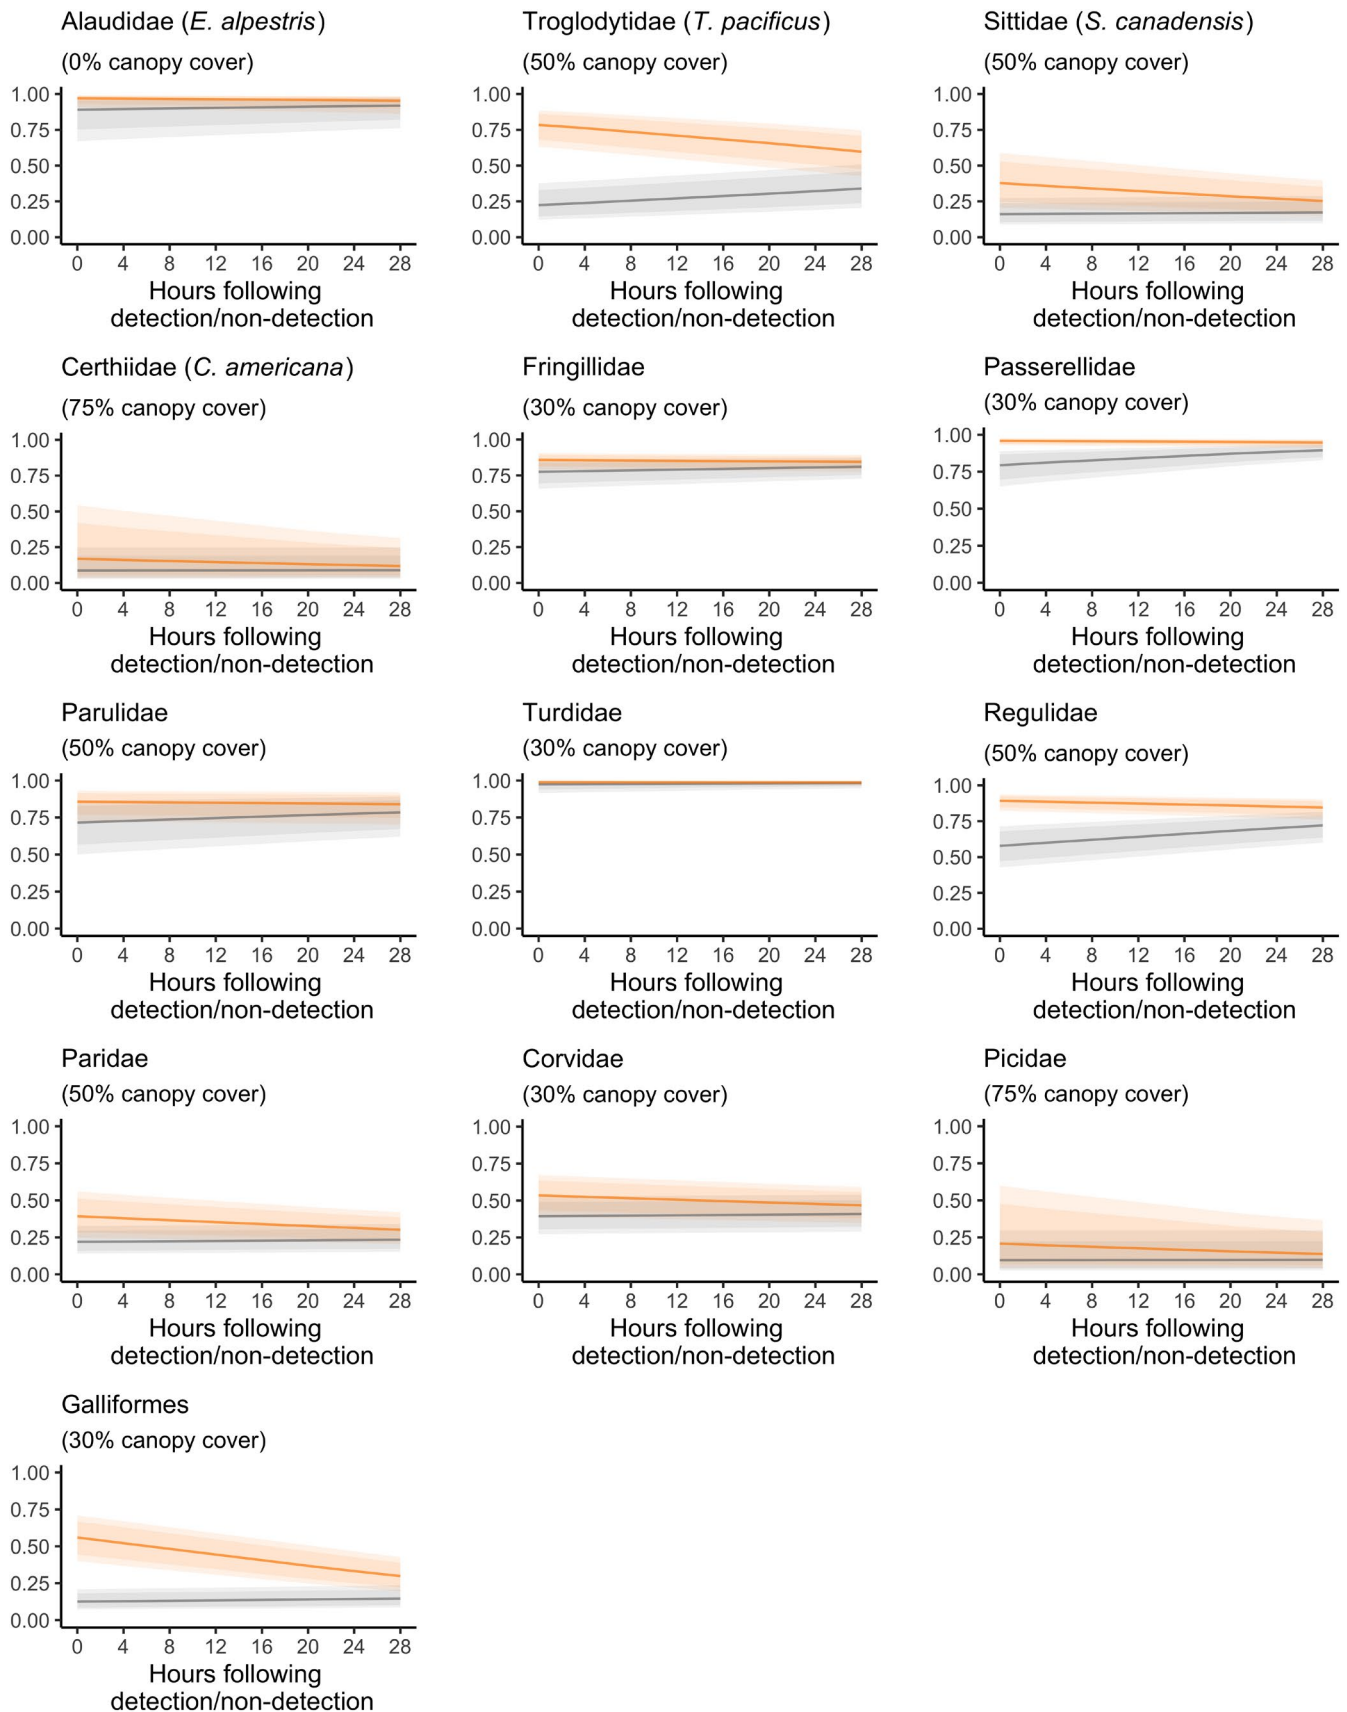 Alaudidae (E. alpestris)
(0% canopy cover)
1.00
0.75
0.50
0.25
0.00
0 4 8 12 16 20 24 28
Hours following
detection/non-detection
Troglodytidae (T. pacificus)
(50% canopy cover)
1.00
0.75
0.50
0.25
0.00
0 4 8 12 16 20 24 28
Hours following
detection/non-detection
Sittidae (S. canadensis)
(50% canopy cover)
1.00
0.75
0.50
0.25
0.00
0 4 8 12 16 20 24 28
Hours following
detection/non-detection
Certhiidae (C. americana)
(75% canopy cover)
1.00
0.75
0.50
0.25
0.00
0 4 8 12 16 20 24 28
Hours following
detection/non-detection
Fringillidae
(30% canopy cover)
1.00
0.75
0.50
0.25
0.00
0 4 8 12 16 20 24 28
Hours following
detection/non-detection
Passerellidae
(30% canopy cover)
1.00
0.75
0.50
0.25
0.00
0 4 8 12 16 20 24 28
Hours following
detection/non-detection
Parulidae
(50% canopy cover)
1.00
0.75
0.50
0.25
0.00
0 4 8 12 16 20 24 28
Hours following
detection/non-detection
Turdidae
(30% canopy cover)
1.00
0.75
0.50
0.25
0.00
0 4 8 12 16 20 24 28
Hours following
detection/non-detection
Regulidae
(50% canopy cover)
1.00
0.75
0.50
0.25
0.00
0 4 8 12 16 20 24 28
Hours following
detection/non-detection
Paridae
(50% canopy cover)
1.00
0.75
0.50
0.25
0.00
0 4 8 12 16 20 24 28
Hours following
detection/non-detection
Corvidae
(30% canopy cover)
1.00
0.75
0.50
0.25
0.00
0 4 8 12 16 20 24 28
Hours following
detection/non-detection
Picidae
(75% canopy cover)
1.00
0.75
0.50
0.25
0.00
0 4 8 12 16 20 24 28
Hours following
detection/non-detection
Galliformes
(30% canopy cover)
1.00
0.75
0.50
0.25
0.00
0 4 8 12 16 20 24 28
Hours following
detection/non-detection